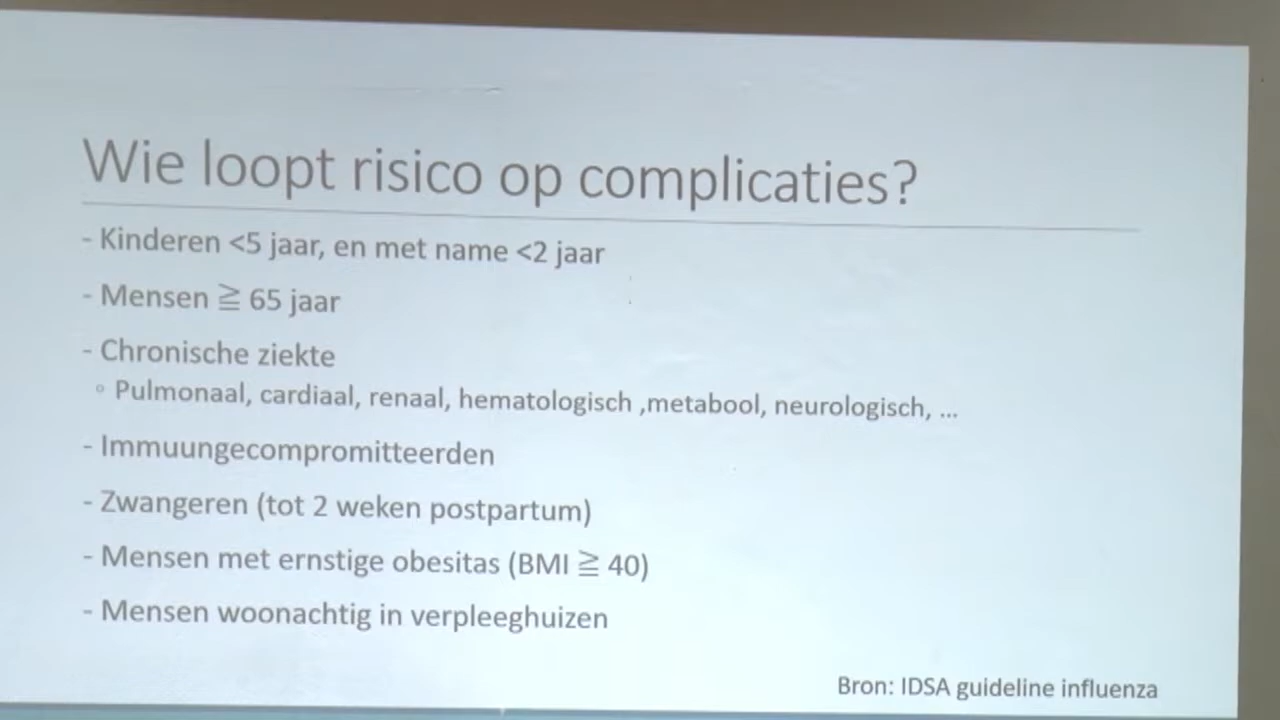 Wie loopt risico op complicaties?
- Kinderen <5 jaar, en met name <2 jaar
- Mensen ≧ 65 jaar
- Chronische ziekte
◦ Pulmonaal, cardiaal, renaal, hematologisch ,metabool, neurologisch, ...
- Immuungecompromitteerden
- Zwangeren (tot 2 weken postpartum)
- Mensen met ernstige obesitas (BMI ≧ 40)
- Mensen woonachtig in verpleeghuizen
Bron: IDSA guideline influenza